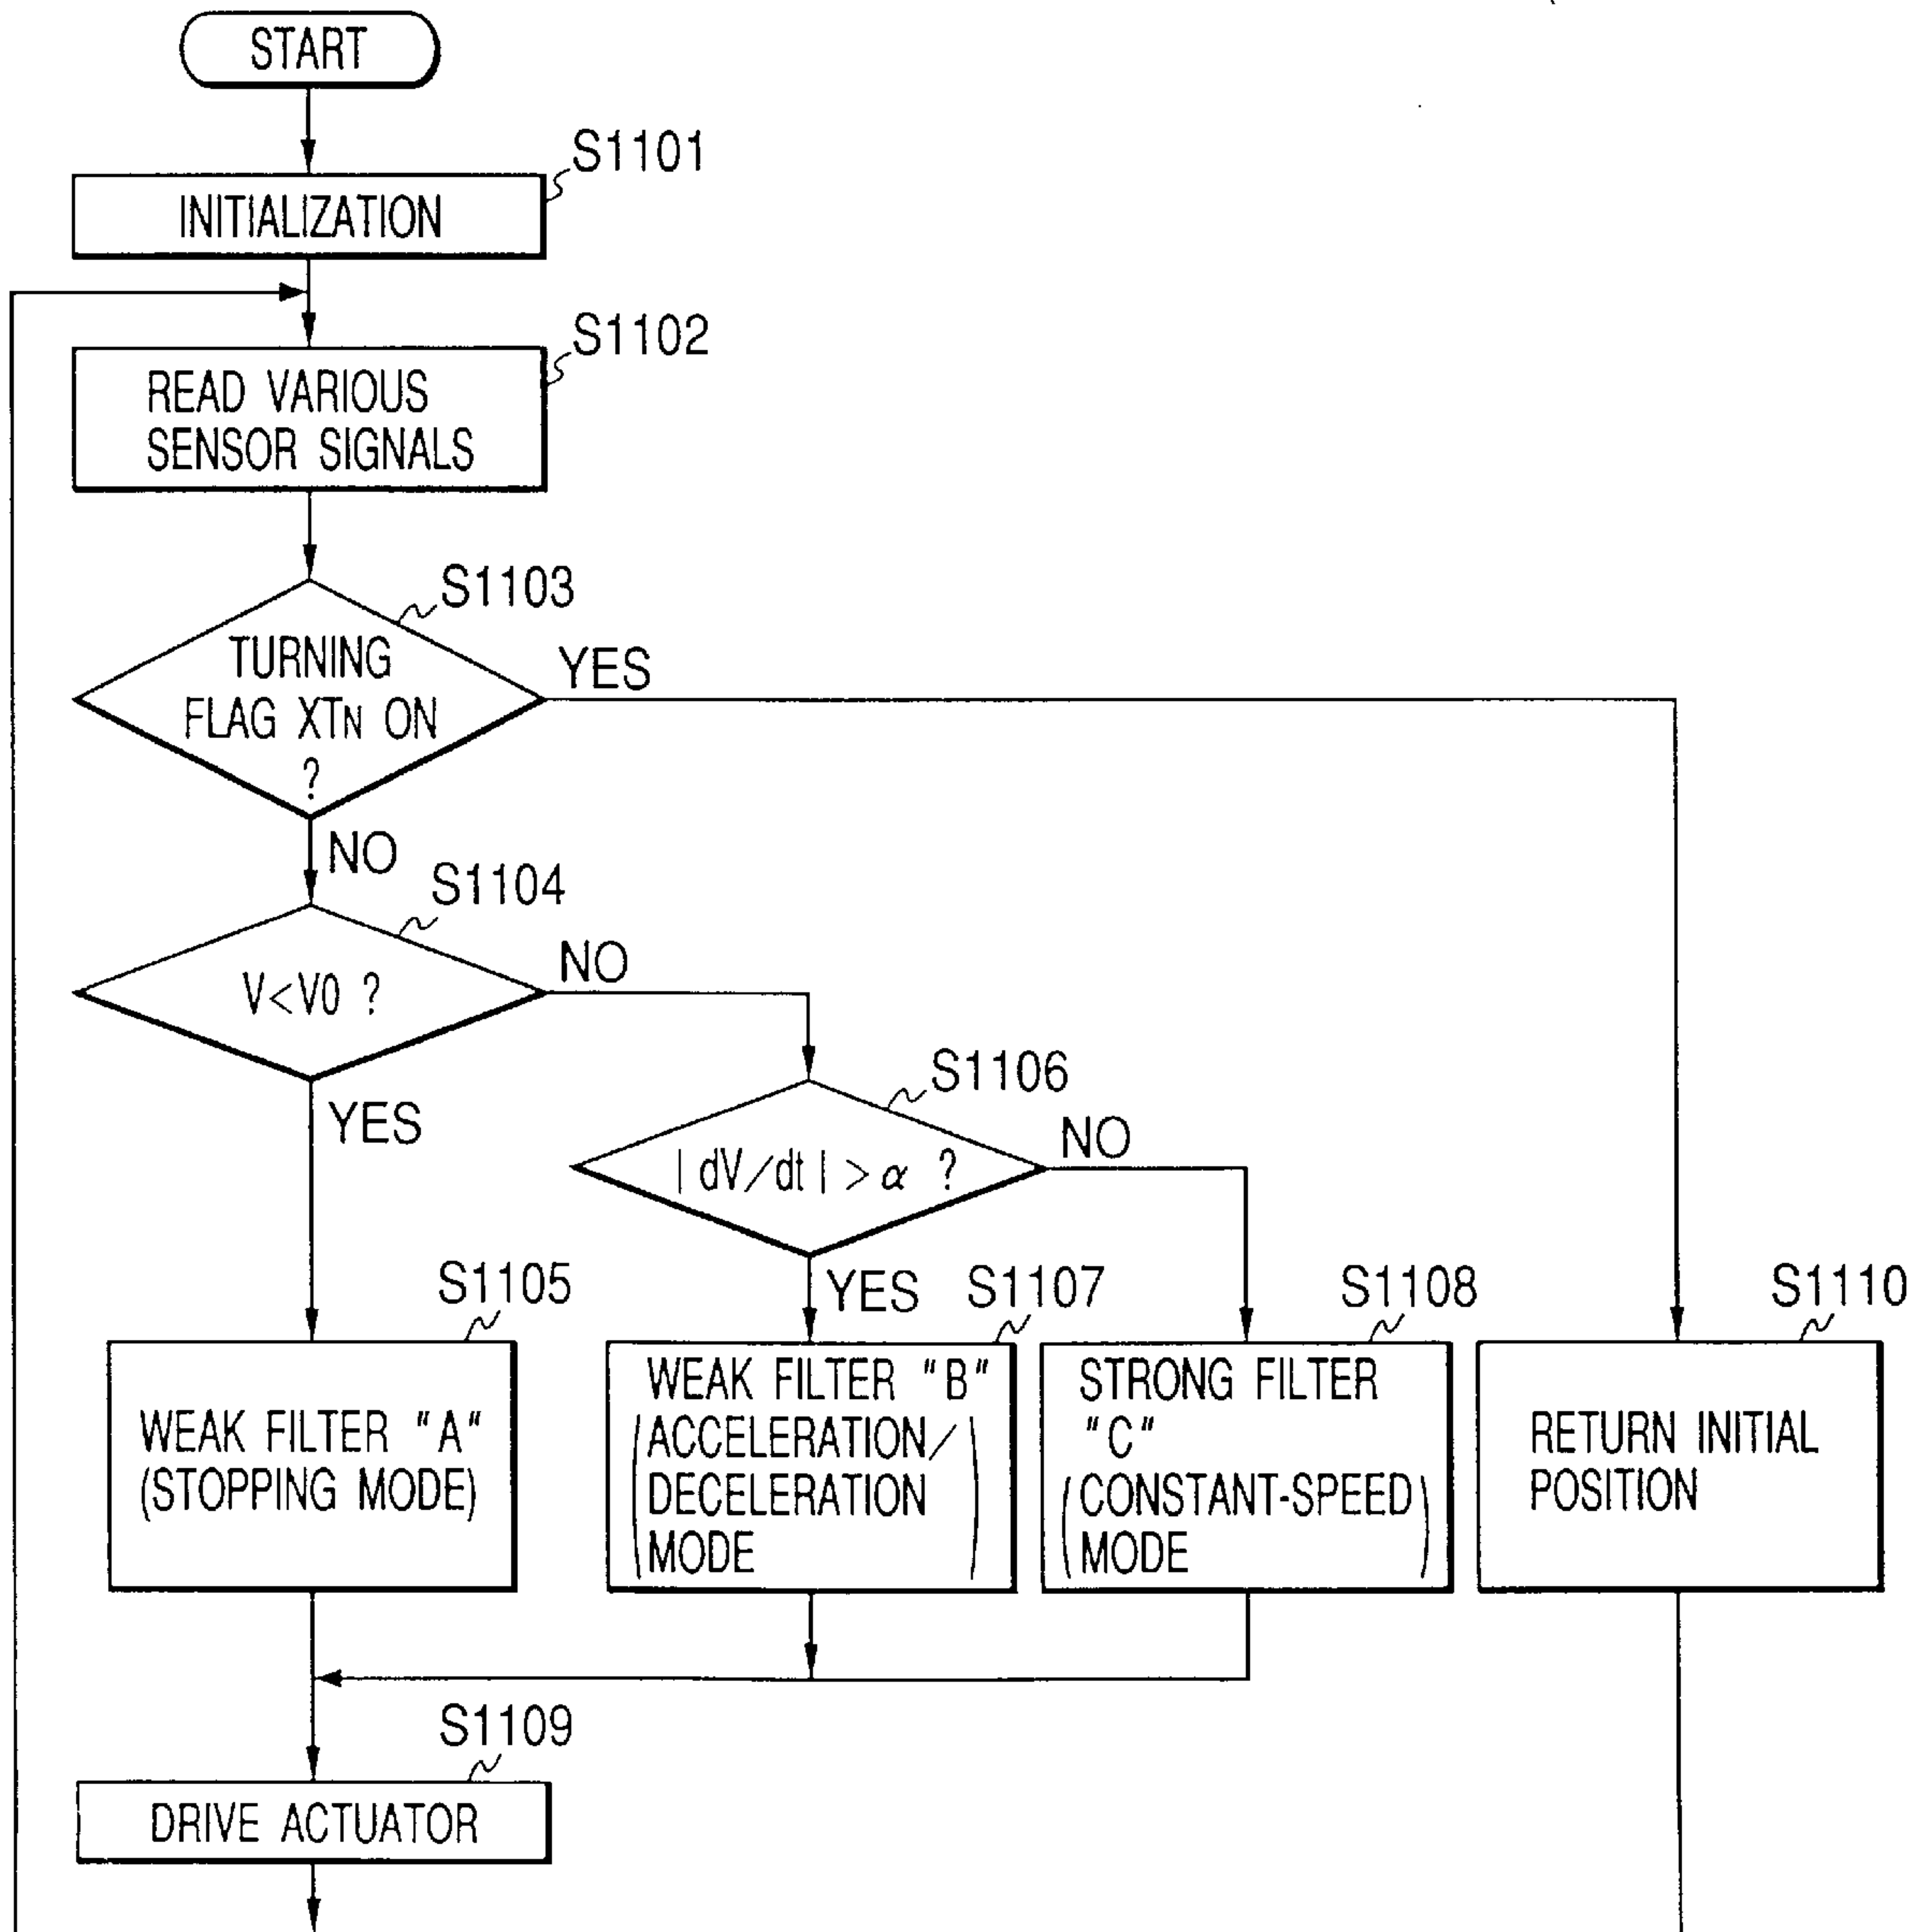 START
S1101
INITIALIZATION
S1102
READ VARIOUS
SENSOR SIGNALS
S1103
TURNING
FLAG XTN ON
?
YES
NO
S1104
V<V0 ?
NO
YES
S1106
| dV/dt | > α ?
NO
YES
S1105
WEAK FILTER "A"
(STOPPING MODE)
S1107
WEAK FILTER "B"
(ACCELERATION/
DECELERATION
MODE)
S1108
STRONG FILTER
"C"
(CONSTANT-SPEED
MODE)
S1110
RETURN INITIAL
POSITION
S1109
DRIVE ACTUATOR